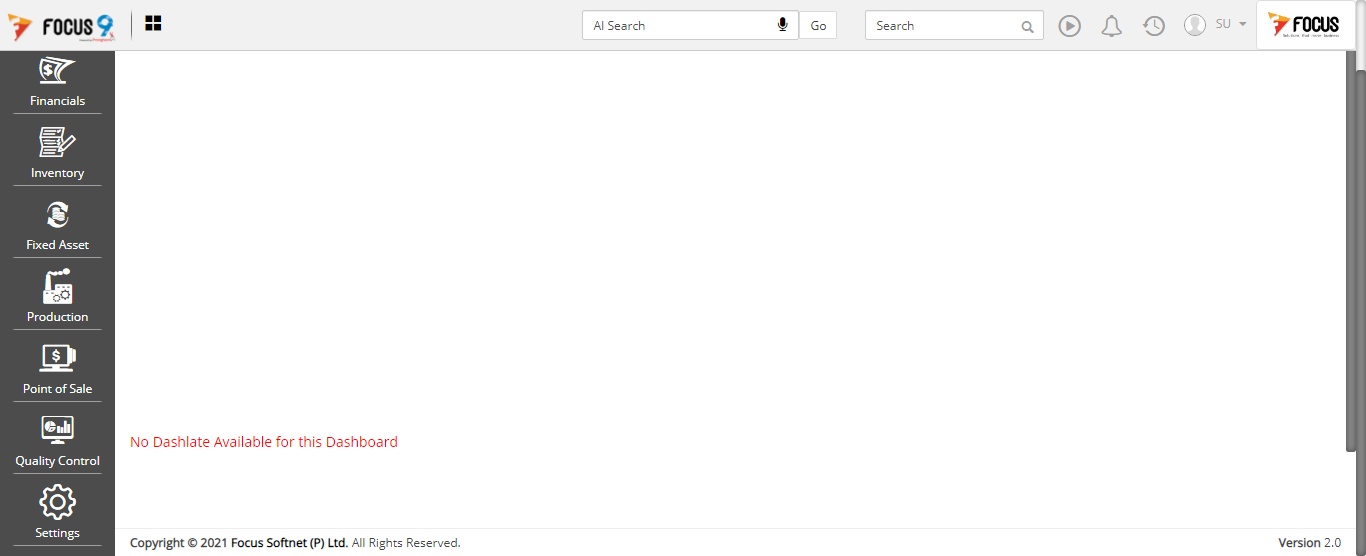 FOCUS 9
AI Search
Go
Search
SU
FOCUS
Financials
Inventory
Fixed Asset
Production
Point of Sale
Quality Control
Settings
No Dashlate Available for this Dashboard
Copyright © 2021 Focus Softnet (P) Ltd. All Rights Reserved.
Version 2.0